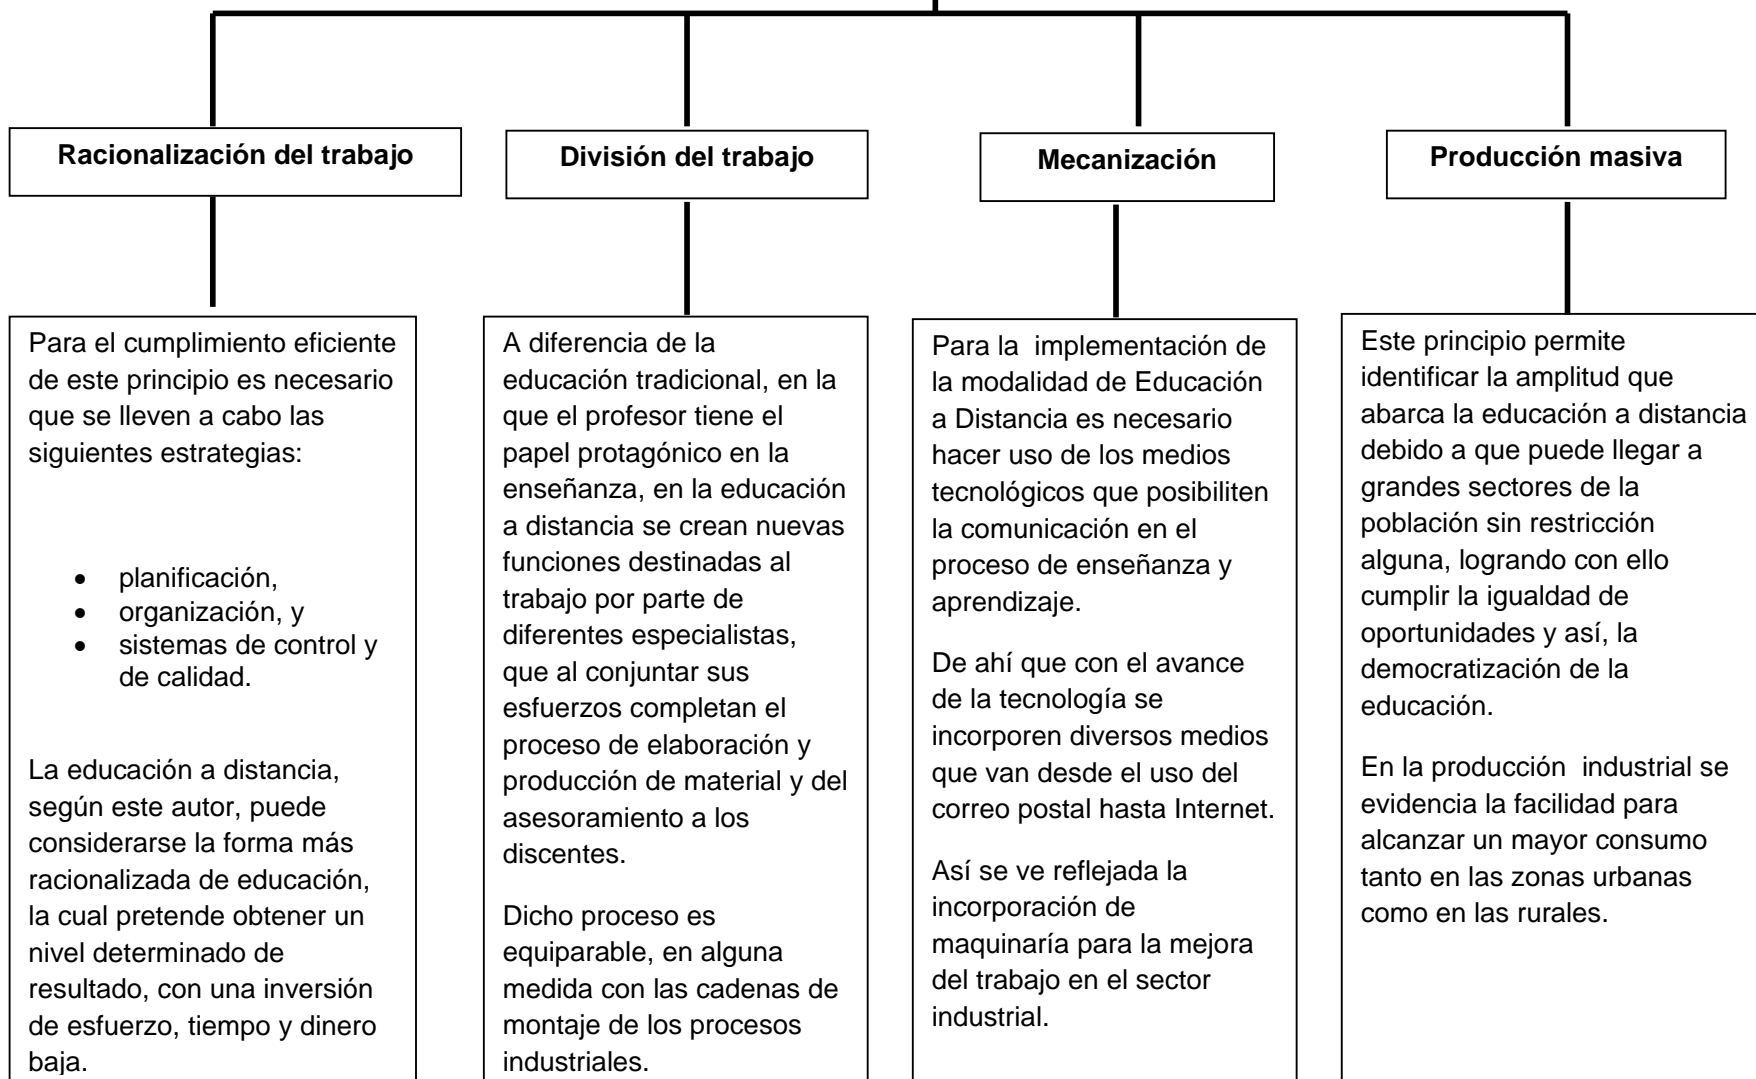 Racionalización del trabajo
Para el cumplimiento eficiente
de este principio es necesario
que se lleven a cabo las
siguientes estrategias:
• planificación,
• organización, y
• sistemas de control y
de calidad.
La educación a distancia,
según este autor, puede
considerarse la forma más
racionalizada de educación,
la cual pretende obtener un
nivel determinado de
resultado, con una inversión
de esfuerzo, tiempo y dinero
baja.
División del trabajo
A diferencia de la
educación tradicional, en la
que el profesor tiene el
papel protagónico en la
enseñanza, en la educación
a distancia se crean nuevas
funciones destinadas al
trabajo por parte de
diferentes especialistas,
que al conjuntar sus
esfuerzos completan el
proceso de elaboración y
producción de material y del
asesoramiento a los
discentes.
Dicho proceso es
equiparable, en alguna
medida con las cadenas de
montaje de los procesos
industriales.
Mecanización
Para la  implementación de
la modalidad de Educación
a Distancia es necesario
hacer uso de los medios
tecnológicos que posibiliten
la comunicación en el
proceso de enseñanza y
aprendizaje.
De ahí que con el avance
de la tecnología se
incorporen diversos medios
que van desde el uso del
correo postal hasta Internet.
Así se ve reflejada la
incorporación de
maquinaría para la mejora
del trabajo en el sector
industrial.
Producción masiva
Este principio permite
identificar la amplitud que
abarca la educación a distancia
debido a que puede llegar a
grandes sectores de la
población sin restricción
alguna, logrando con ello
cumplir la igualdad de
oportunidades y así, la
democratización de la
educación.
En la producción  industrial se
evidencia la facilidad para
alcanzar un mayor consumo
tanto en las zonas urbanas
como en las rurales.